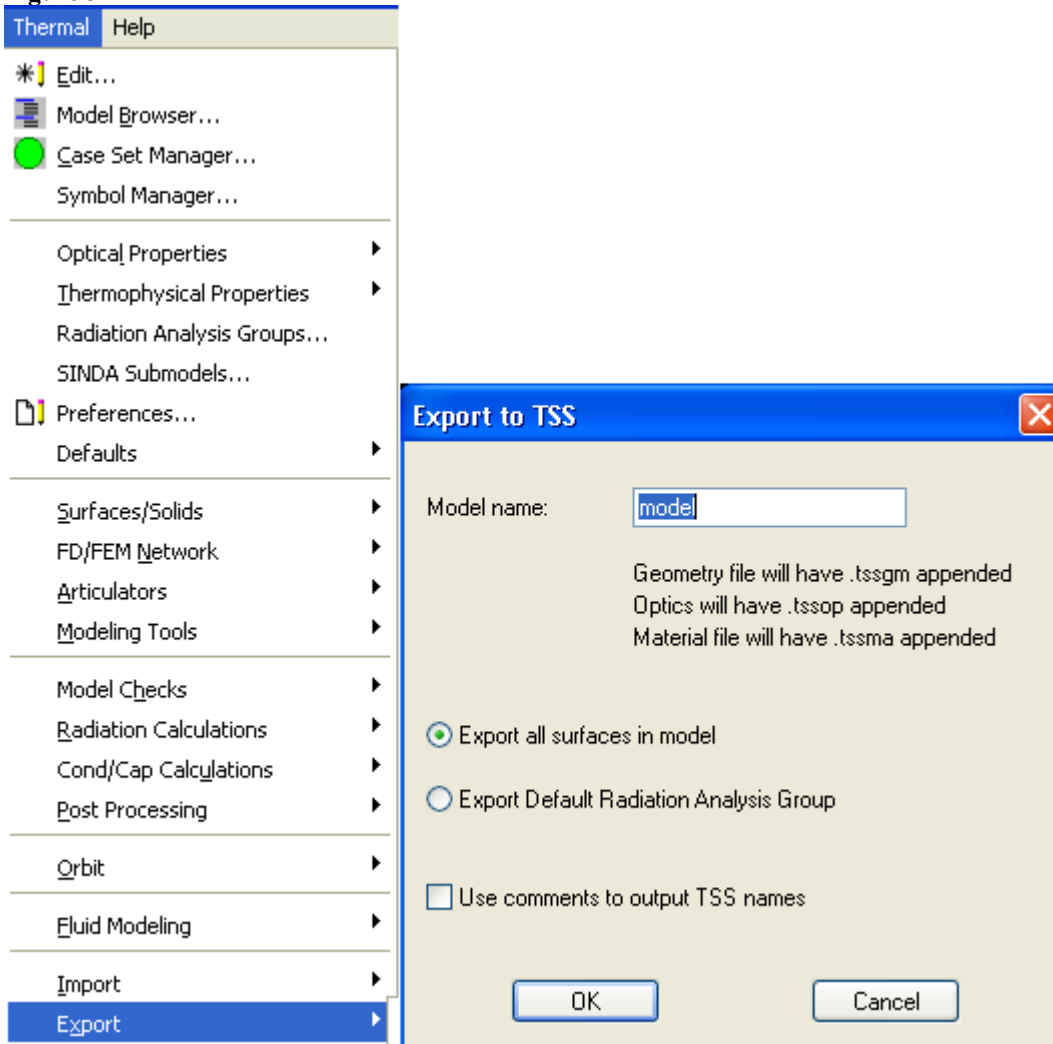 Thermal Help
Edit...
Model Browser...
Case Set Manager...
Symbol Manager...
Optical Properties
Thermophysical Properties
Radiation Analysis Groups...
SINDA Submodels...
Preferences...
Defaults
Surfaces/Solids
FD/FEM Network
Articulators
Modeling Tools
Model Checks
Radiation Calculations
Cond/Cap Calculations
Post Processing
Orbit
Fluid Modeling
Import
Export
Export to TSS
Model name: model
Geometry file will have .tssgm appended
Optics will have .tssop appended
Material file will have .tssma appended
Export all surfaces in model
Export Default Radiation Analysis Group
Use comments to output TSS names
OK Cancel